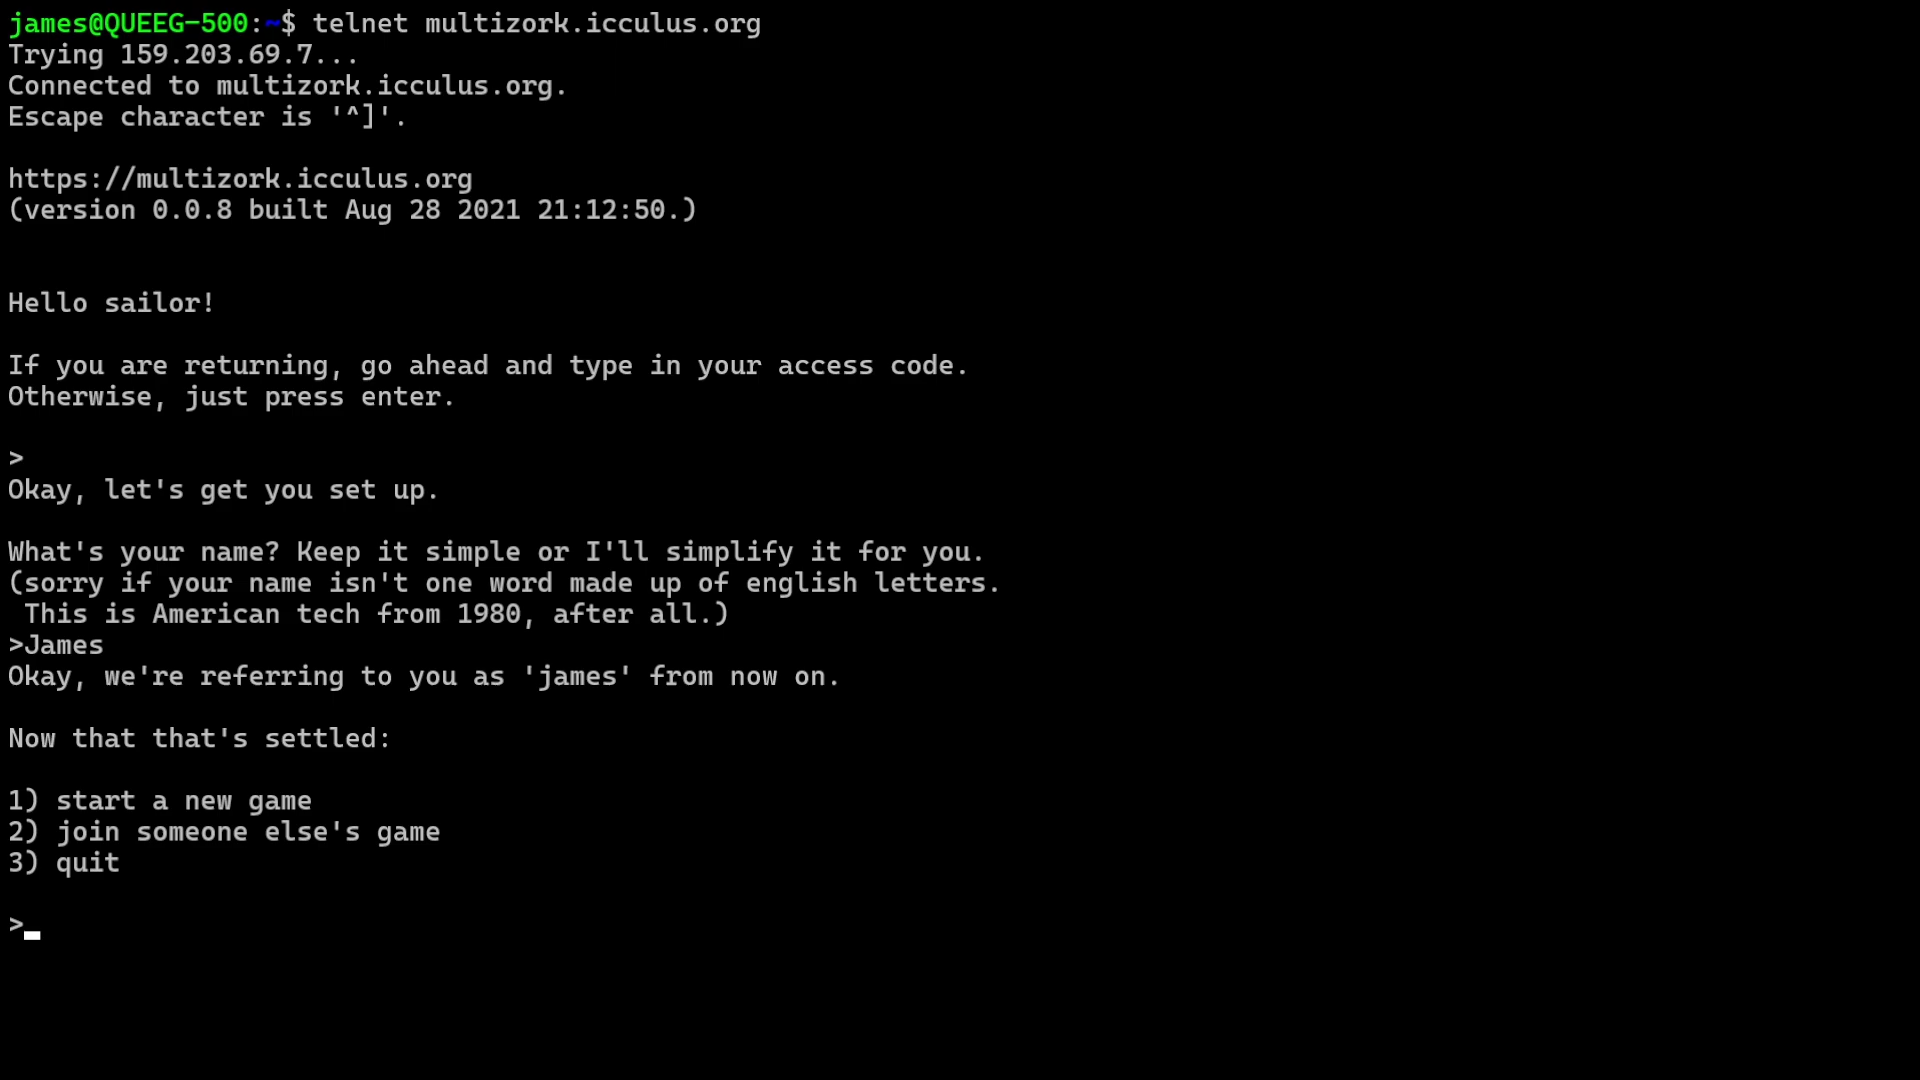 james@QUEEG-500:~$ telnet multizork.icculus.org
Trying 159.203.69.7...
Connected to multizork.icculus.org.
Escape character is '^]'.
https://multizork.icculus.org
(version 0.0.8 built Aug 28 2021 21:12:50.)
Hello sailor!
If you are returning, go ahead and type in your access code.
Otherwise, just press enter.
>
Okay, let's get you set up.
What's your name? Keep it simple or I'll simplify it for you.
(sorry if your name isn't one word made up of english letters.
This is American tech from 1980, after all.)
>James
Okay, we're referring to you as 'james' from now on.
Now that that's settled:
1) start a new game
2) join someone else's game
3) quit
>